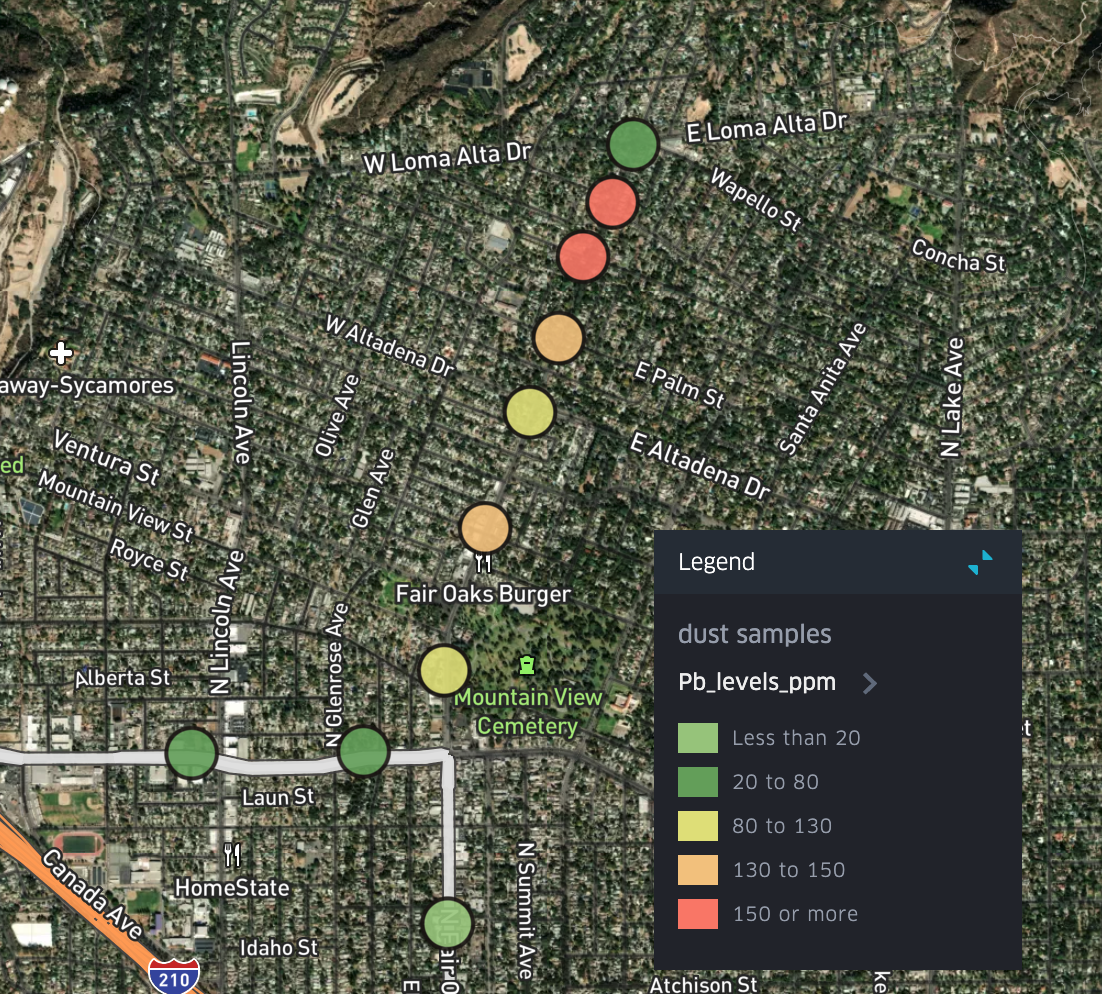 E Loma Alta Dr
W Loma Alta Dr
Wapello St
Concha St
W Altadena Dr
Lincoln Ave
away-Sycamores
Olive Ave
E Palm St
Santa Anita Ave
N Lake Ave
Ventura St
ed
Mountain View St
Glen Ave
E Altadena Dr
Royce St
Fair Oaks Burger
N Lincoln Ave
N Glenrose Ave
Alberta St
Mountain View
Cemetery
Laun St
Canada Ave
HomeState
N Summit Ave
Idaho St
210
E
Atchison St
ke
Legend
dust samples
Pb_levels_ppm
Less than 20
20 to 80
80 to 130
130 to 150
150 or more